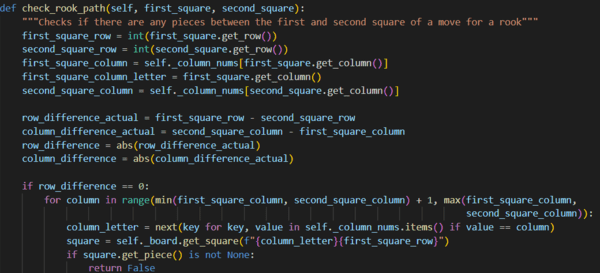 def check_rook_path(self, first_square, second_square):
    """Checks if there are any pieces between the first and second square of a move for a rook"""
    first_square_row = int(first_square.get_row())
    second_square_row = int(second_square.get_row())
    first_square_column = self._column_nums[first_square.get_column()]
    first_square_column_letter = first_square.get_column()
    second_square_column = self._column_nums[second_square.get_column()]

    row_difference_actual = first_square_row - second_square_row
    column_difference_actual = second_square_column - first_square_column
    row_difference = abs(row_difference_actual)
    column_difference = abs(column_difference_actual)

    if row_difference == 0:
        for column in range(min(first_square_column, second_square_column) + 1, max(first_square_column,
                                                                                    second_square_column)):
            column_letter = next(key for key, value in self._column_nums.items() if value == column)
            square = self._board.get_square(f"{column_letter}{first_square_row}")
            if square.get_piece() is not None:
                return False